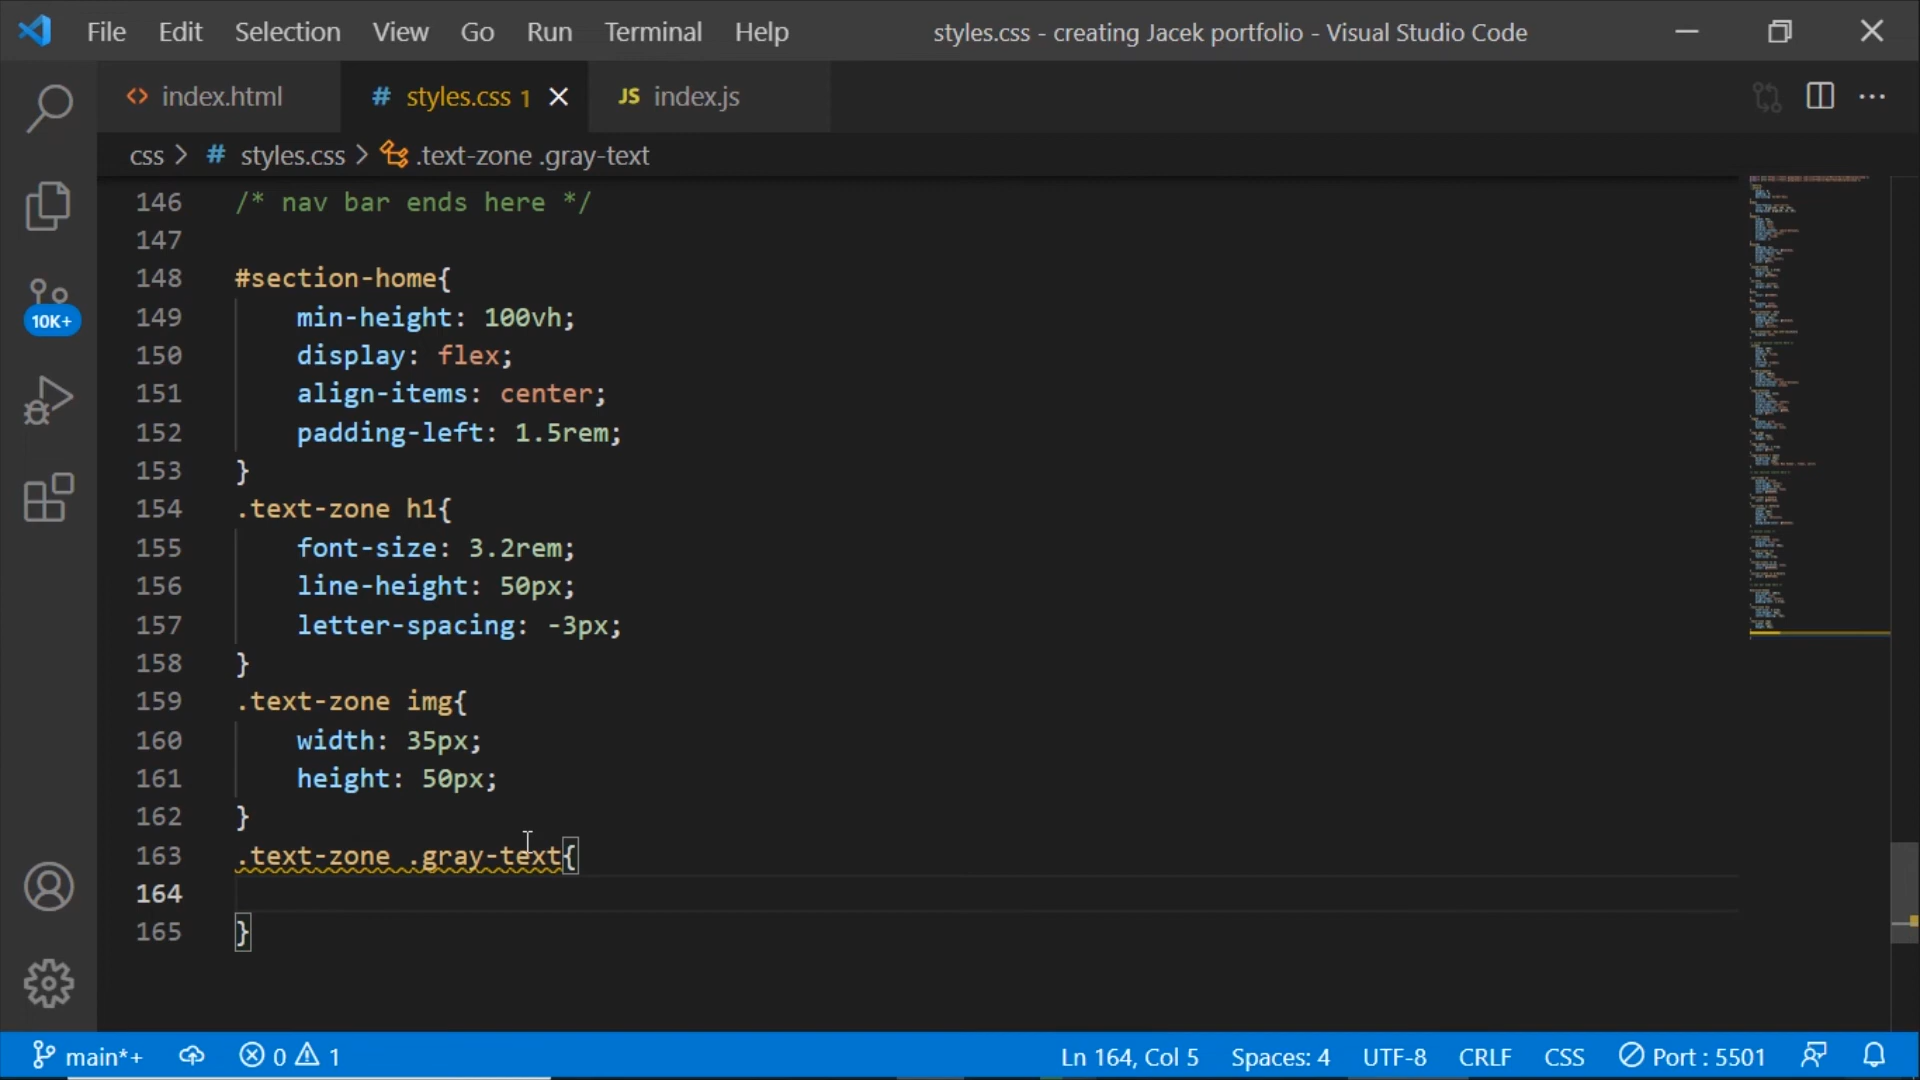 File Edit Selection View Go Run Terminal Help styles.css - creating Jacek portfolio - Visual Studio Code
<> index.html # styles.css 1 JS index.js
css > # styles.css > .text-zone .gray-text
146 /* nav bar ends here */
147
148 #section-home{
149 min-height: 100vh;
150 display: flex;
151 align-items: center;
152 padding-left: 1.5rem;
153 }
154 .text-zone h1{
155 font-size: 3.2rem;
156 line-height: 50px;
157 letter-spacing: -3px;
158 }
159 .text-zone img{
160 width: 35px;
161 height: 50px;
162 }
163 .text-zone .gray-text{
164
165 }
10K+
main*+ 0 1 Ln 164, Col 5 Spaces: 4 UTF-8 CRLF CSS Port : 5501